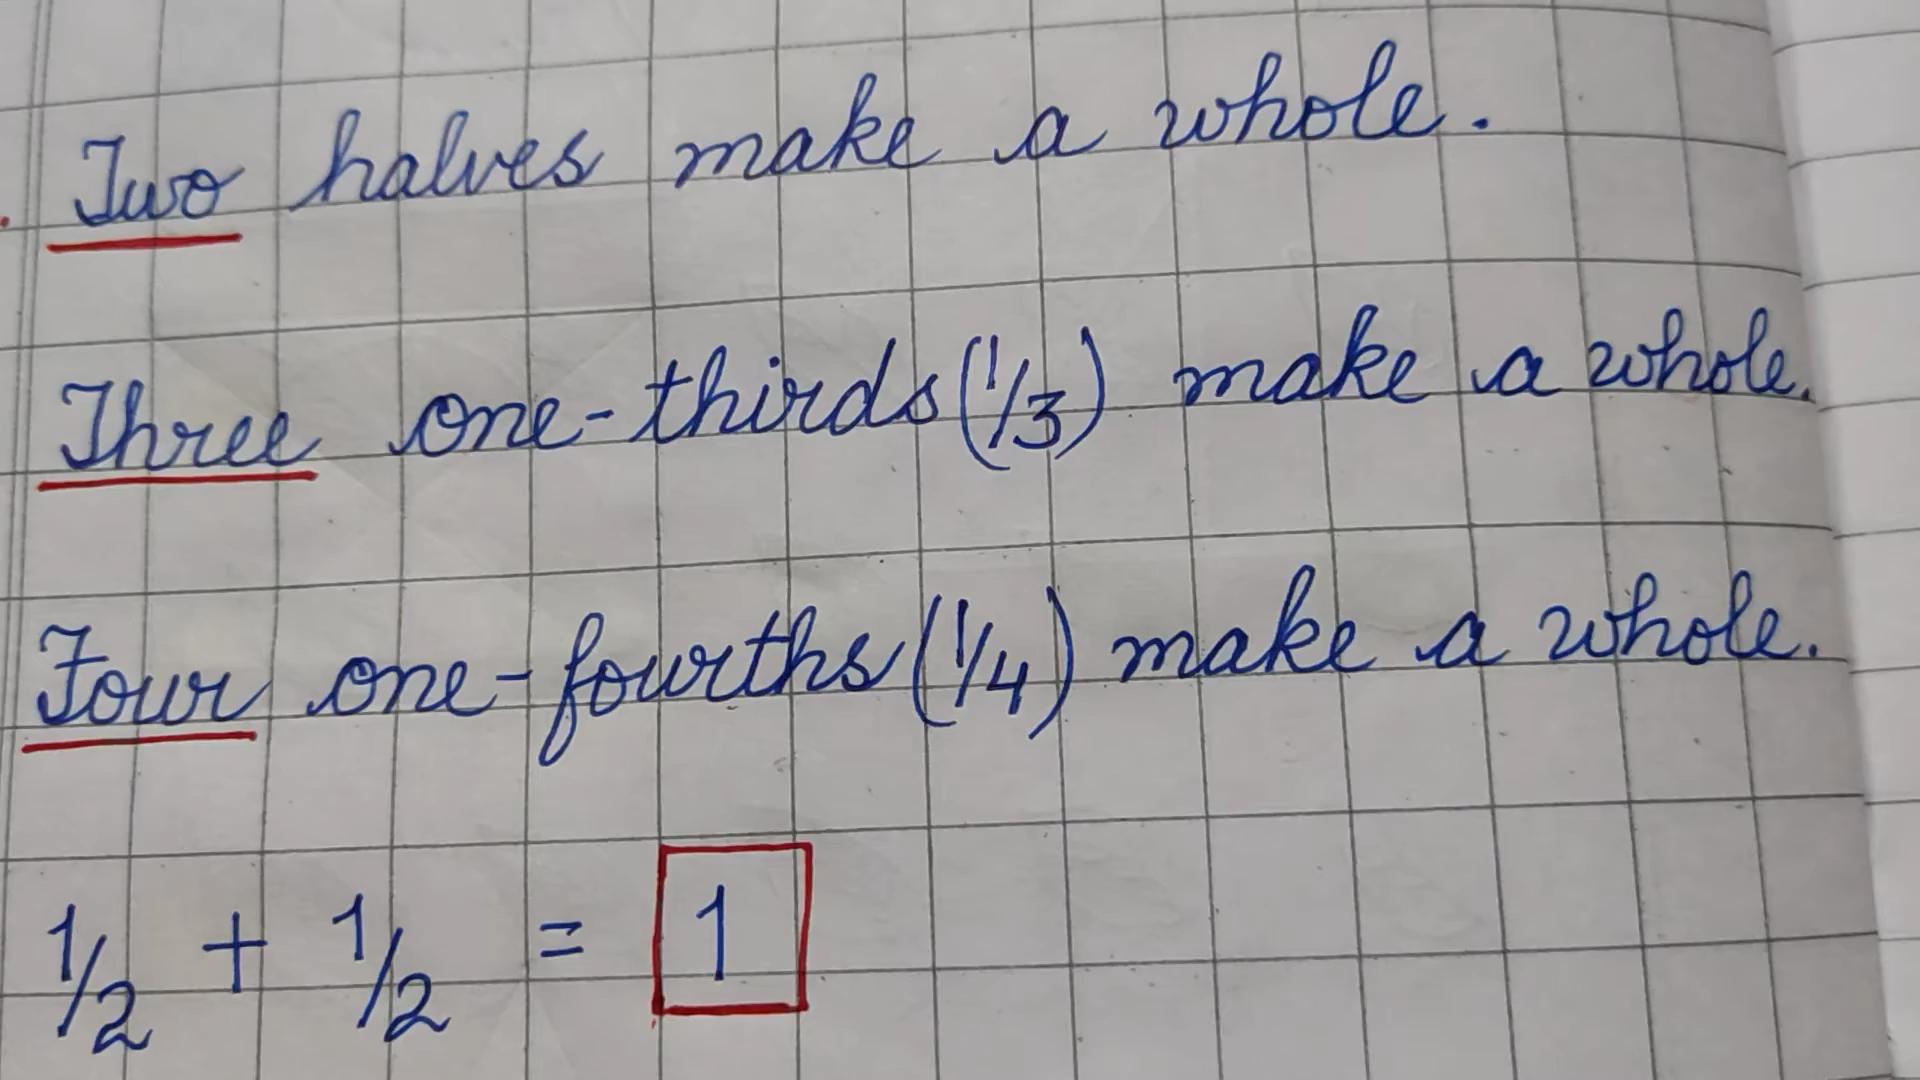 Two halves make a whole.
Three one-thirds (1/3) make a whole.
Four one-fourths (1/4) make a whole.
1/2 + 1/2 = 1